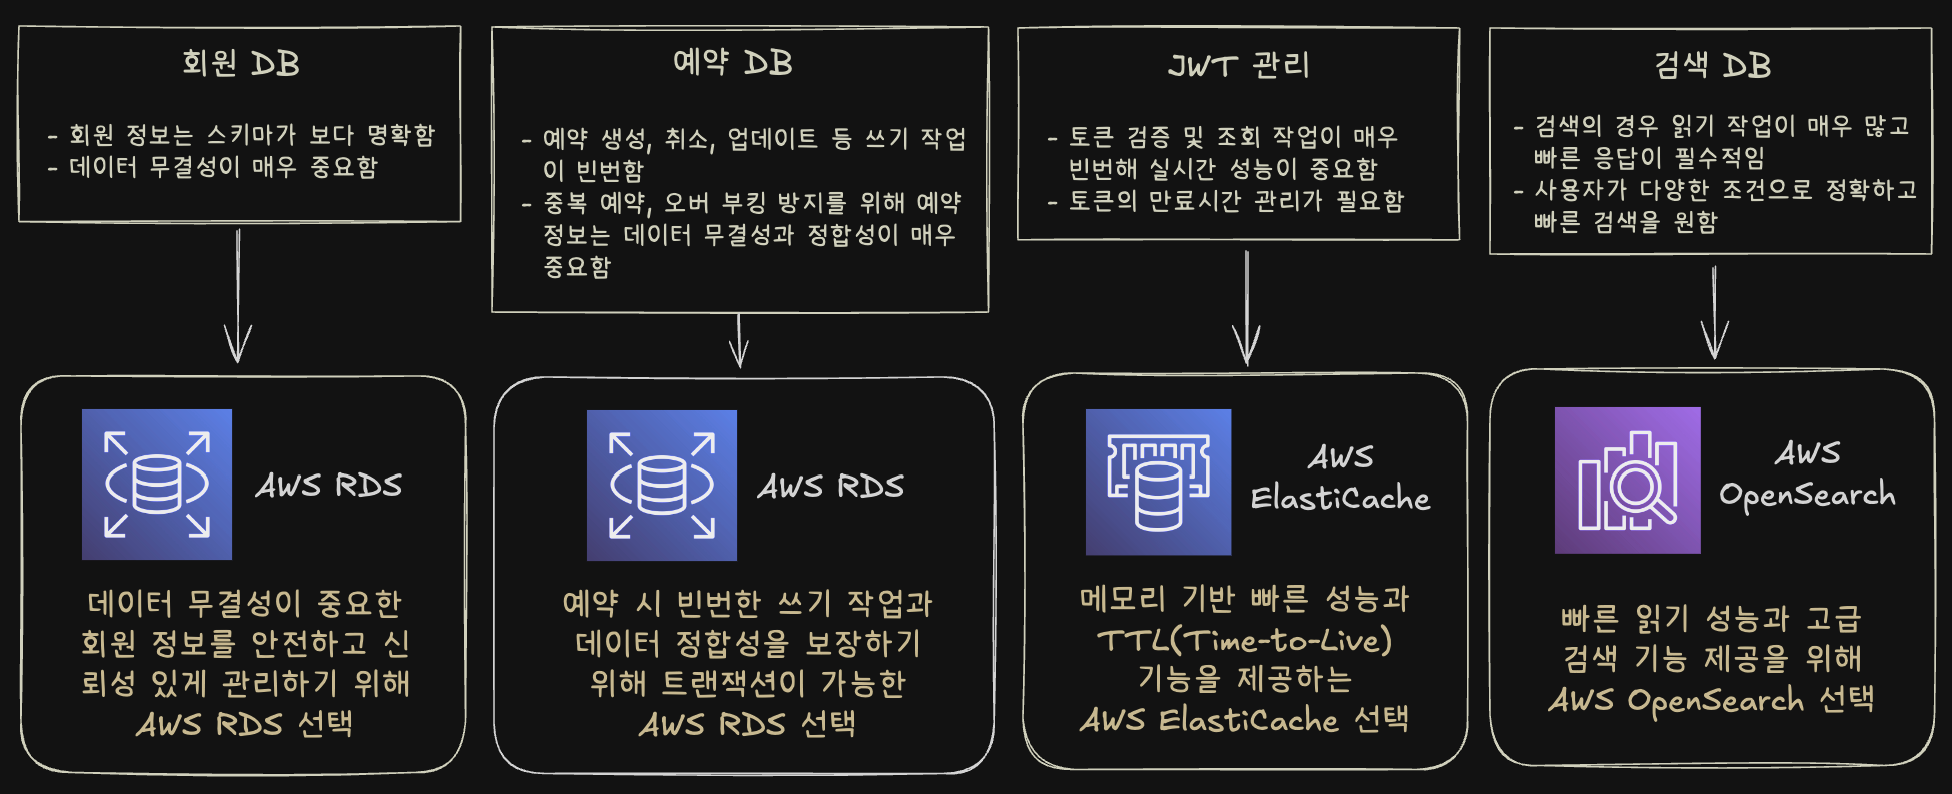 회원 DB
- 회원 정보는 스키마가 보다 명확함
- 데이터 무결성이 매우 중요함
예약 DB
- 예약 생성, 취소, 업데이트 등 쓰기 작업
이 빈번함
- 중복 예약, 오버 부킹 방지를 위해 예약
정보는 데이터 무결성과 정합성이 매우
중요함
JWT 관리
- 토큰 검증 및 조회 작업이 매우
빈번해 실시간 성능이 중요함
- 토큰의 만료시간 관리가 필요함
검색 DB
- 검색의 경우 읽기 작업이 매우 많고
빠른 응답이 필수적임
- 사용자가 다양한 조건으로 정확하고
빠른 검색을 원함
AWS RDS
데이터 무결성이 중요한
회원 정보를 안전하고 신
뢰성 있게 관리하기 위해
AWS RDS 선택
AWS RDS
예약 시 빈번한 쓰기 작업과
데이터 정합성을 보장하기
위해 트랜잭션이 가능한
AWS RDS 선택
AWS
ElastiCache
메모리 기반 빠른 성능과
TTL(Time-to-Live)
기능을 제공하는
AWS ElastiCache 선택
AWS
OpenSearch
빠른 읽기 성능과 고급
검색 기능 제공을 위해
AWS OpenSearch 선택